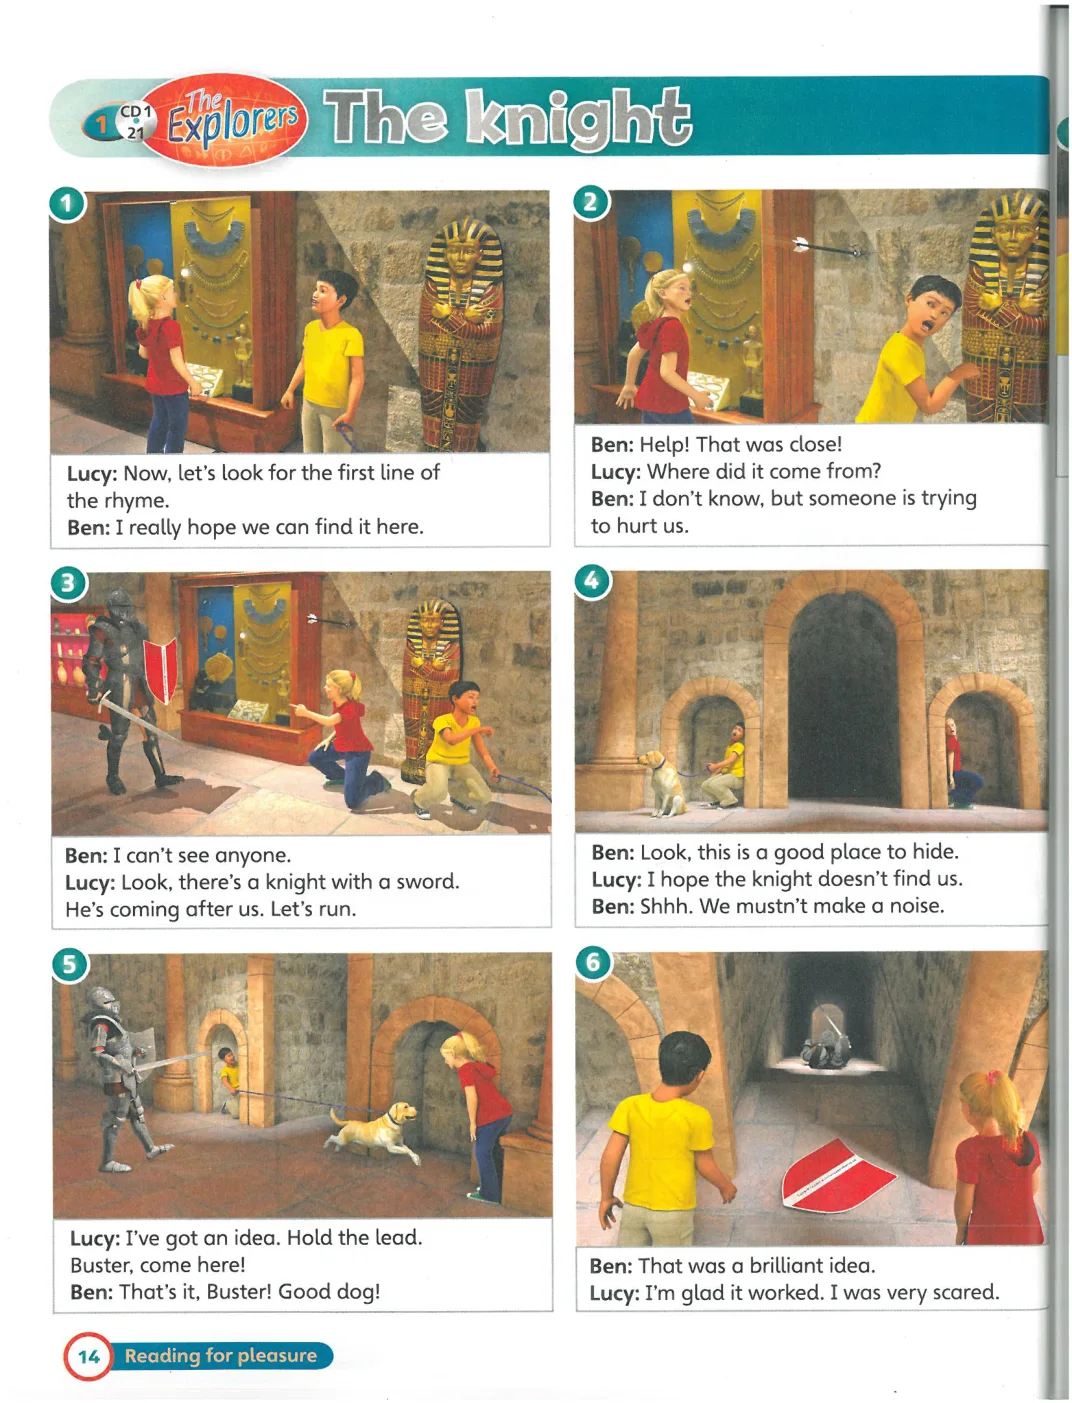 1 CD1 21 The Explorers The knight
1
Lucy: Now, let's look for the first line of
the rhyme.
Ben: I really hope we can find it here.
2
Ben: Help! That was close!
Lucy: Where did it come from?
Ben: I don't know, but someone is trying
to hurt us.
3
Ben: I can't see anyone.
Lucy: Look, there's a knight with a sword.
He's coming after us. Let's run.
4
Ben: Look, this is a good place to hide.
Lucy: I hope the knight doesn't find us.
Ben: Shhh. We mustn't make a noise.
5
Lucy: I've got an idea. Hold the lead.
Buster, come here!
Ben: That's it, Buster! Good dog!
6
Ben: That was a brilliant idea.
Lucy: I'm glad it worked. I was very scared.
14 Reading for pleasure